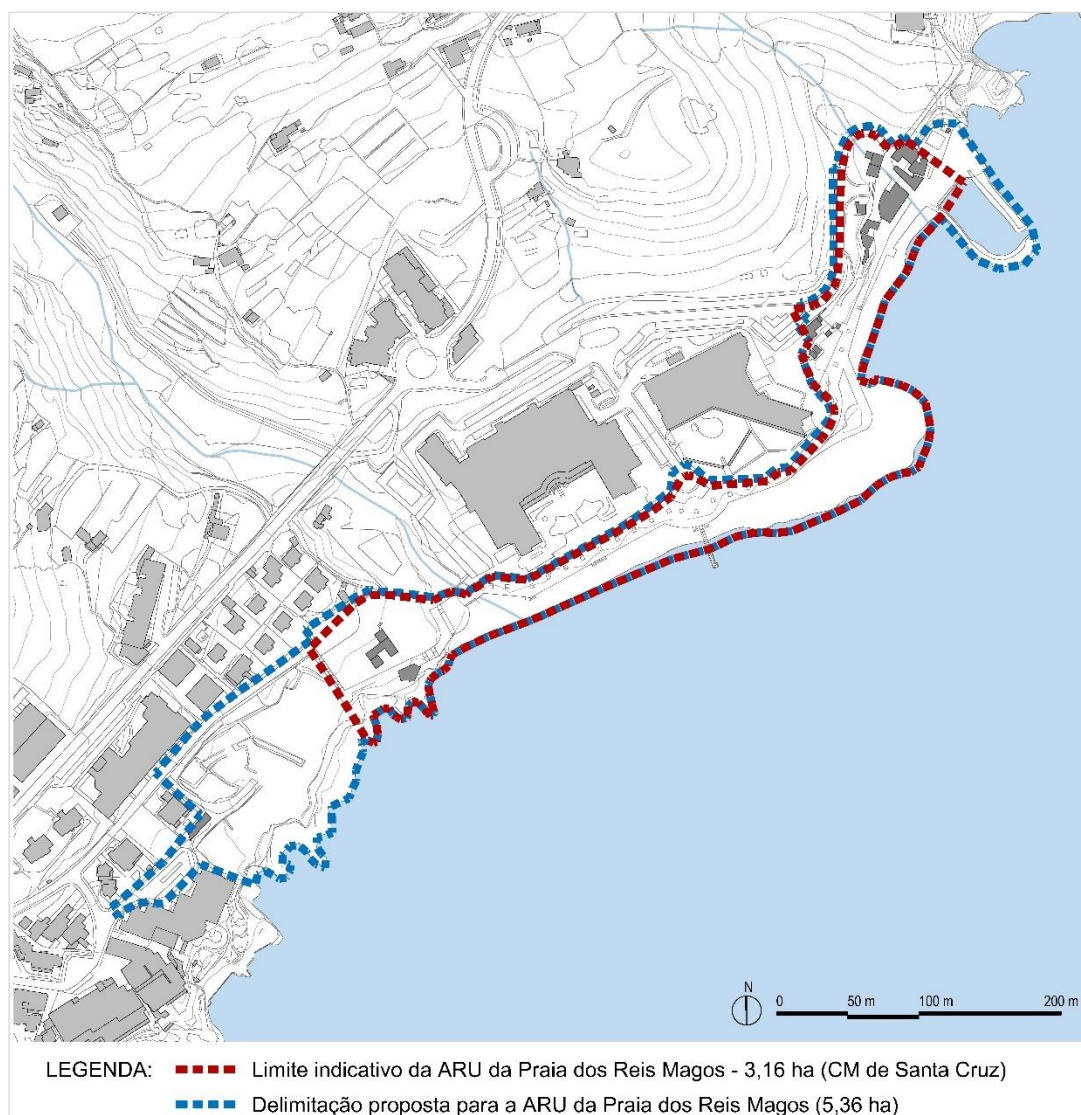 N
0 50 m 100 m 200 m
LEGENDA: Limite indicativo da ARU da Praia dos Reis Magos - 3,16 ha (CM de Santa Cruz)
Delimitação proposta para a ARU da Praia dos Reis Magos (5,36 ha)